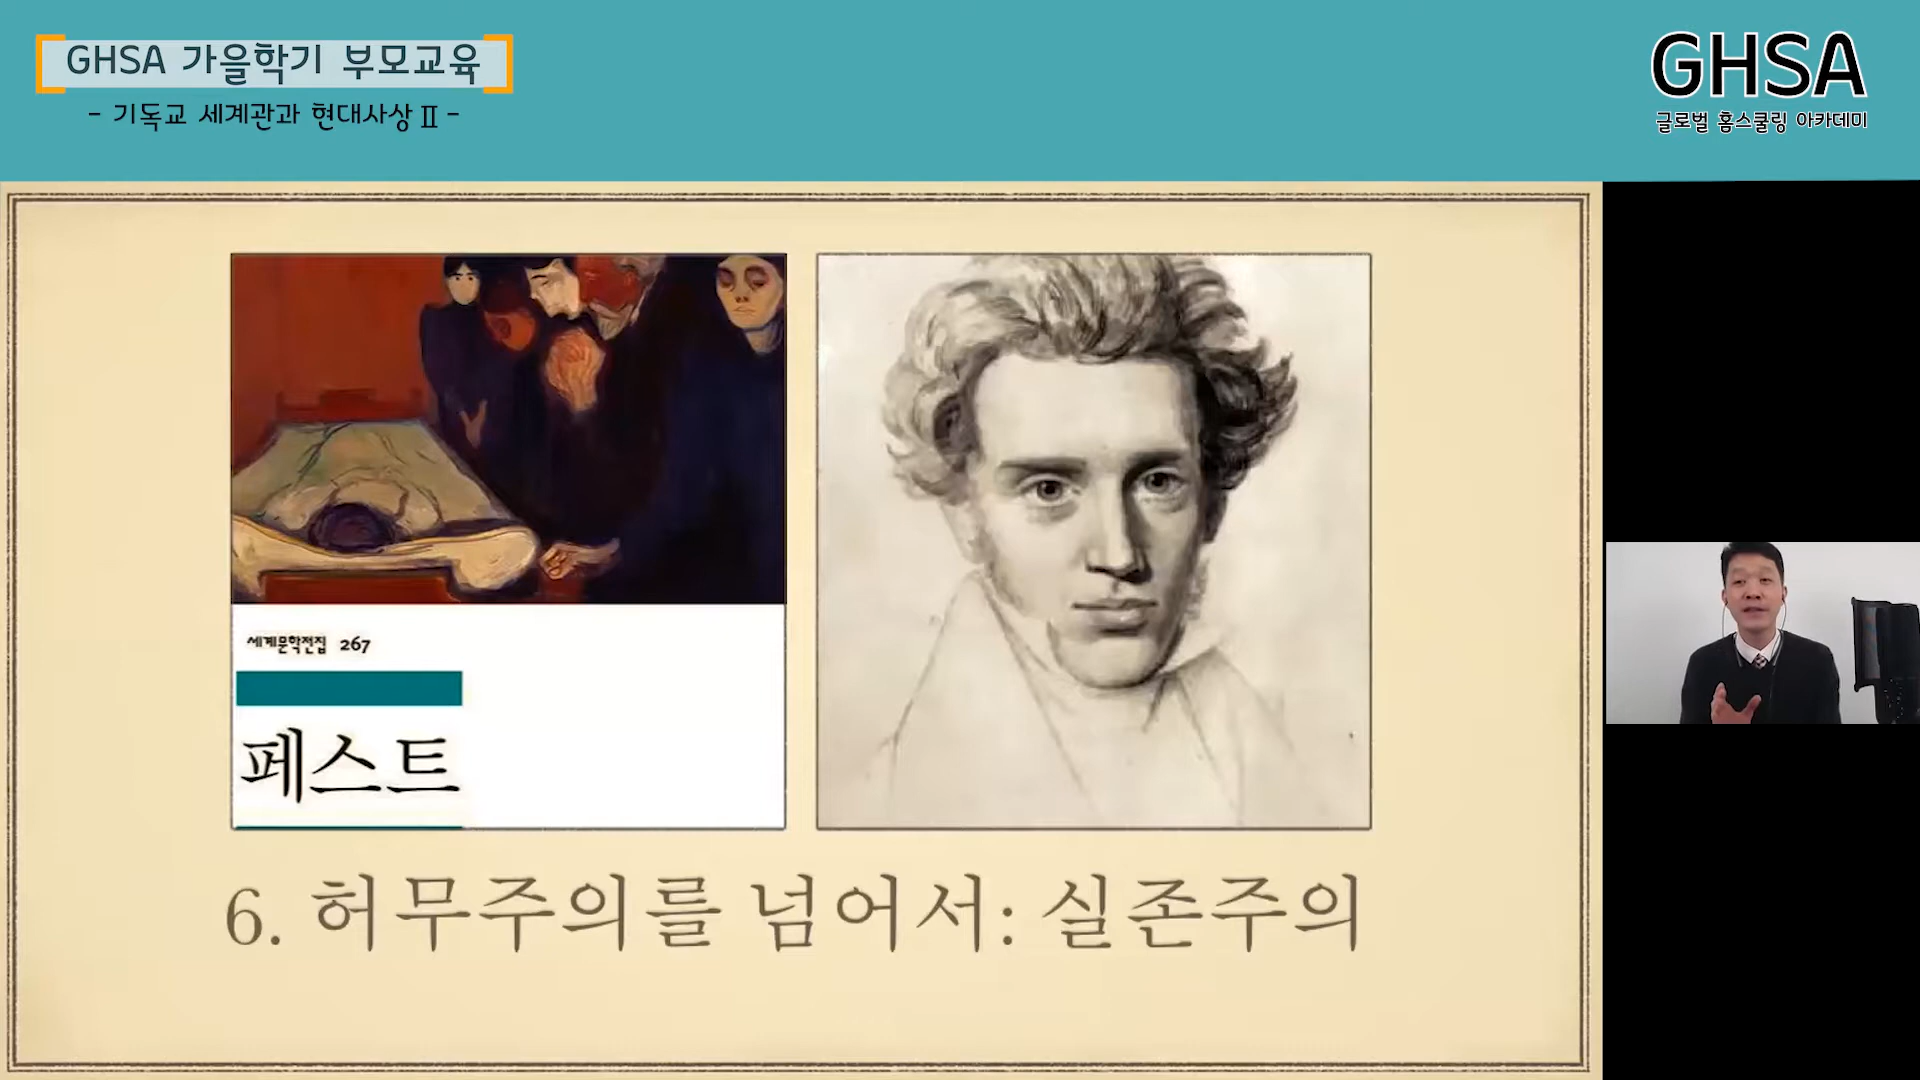 GHSA 가을학기 부모교육
- 기독교 세계관과 현대사상 Ⅱ -
GHSA
글로벌 홈스쿨링 아카데미
세계문학전집 267
페스트
6. 허무주의를 넘어서: 실존주의